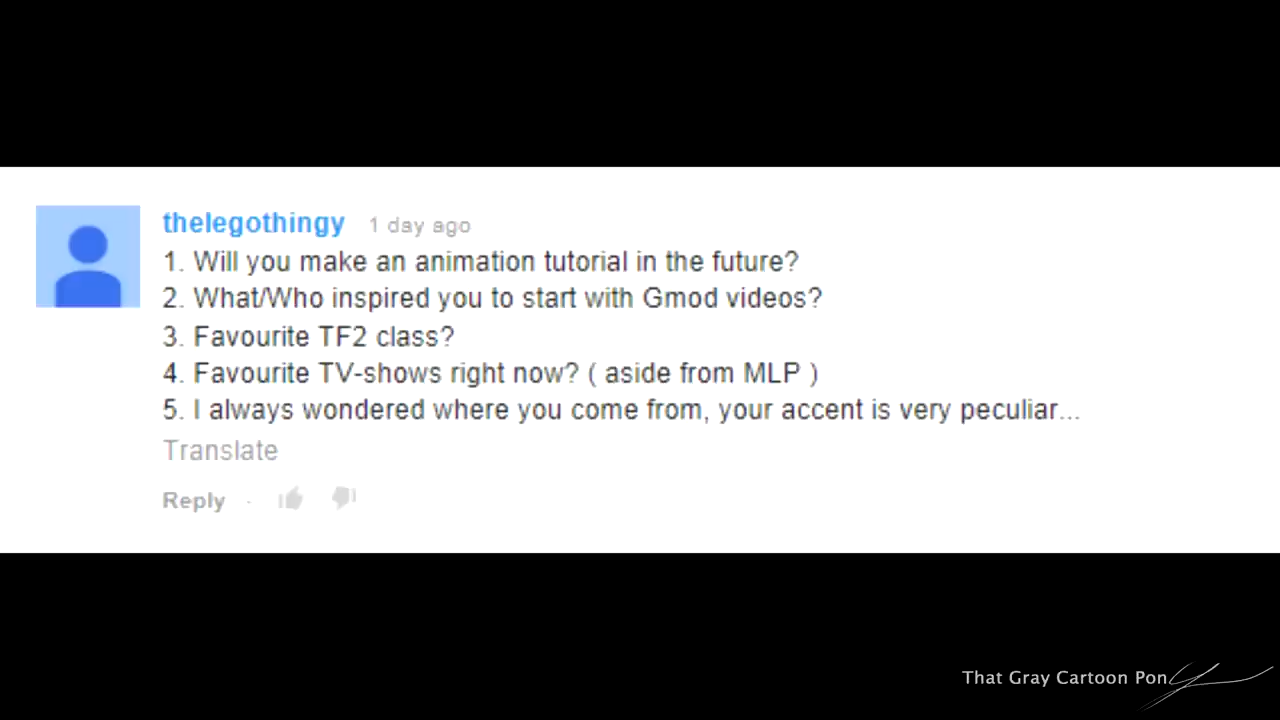 thelegothingy 1 day ago
1. Will you make an animation tutorial in the future?
2. What/Who inspired you to start with Gmod videos?
3. Favourite TF2 class?
4. Favourite TV-shows right now? ( aside from MLP )
5. I always wondered where you come from, your accent is very peculiar...
Translate
Reply ·
That Gray Cartoon Pony